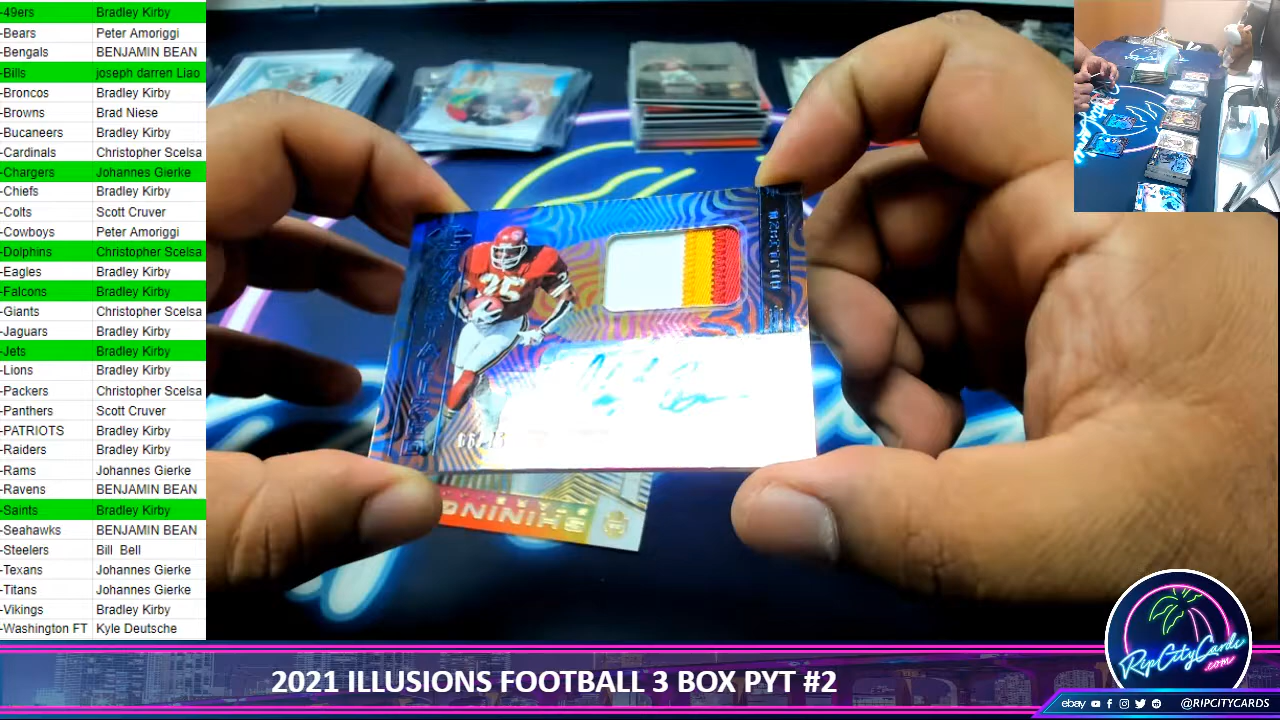 -49ers Bradley Kirby
-Bears Peter Amoriggi
-Bengals BENJAMIN BEAN
-Bills joseph darren Liao
-Broncos Bradley Kirby
-Browns Brad Niese
-Bucaneers Bradley Kirby
-Cardinals Christopher Scelsa
-Chargers Johannes Gierke
-Chiefs Bradley Kirby
-Colts Scott Cruver
-Cowboys Peter Amoriggi
-Dolphins Christopher Scelsa
-Eagles Bradley Kirby
-Falcons Bradley Kirby
-Giants Christopher Scelsa
-Jaguars Bradley Kirby
-Jets Bradley Kirby
-Lions Bradley Kirby
-Packers Christopher Scelsa
-Panthers Scott Cruver
-PATRIOTS Bradley Kirby
-Raiders Bradley Kirby
-Rams Johannes Gierke
-Ravens BENJAMIN BEAN
-Saints Bradley Kirby
-Seahawks BENJAMIN BEAN
-Steelers Bill Bell
-Texans Johannes Gierke
-Titans Johannes Gierke
-Vikings Bradley Kirby
-Washington FT Kyle Deutsche
35
SHINING
RipCityCards
.com
2021 ILLUSIONS FOOTBALL 3 BOX PYT #2
ebay @RIPCITYCARDS